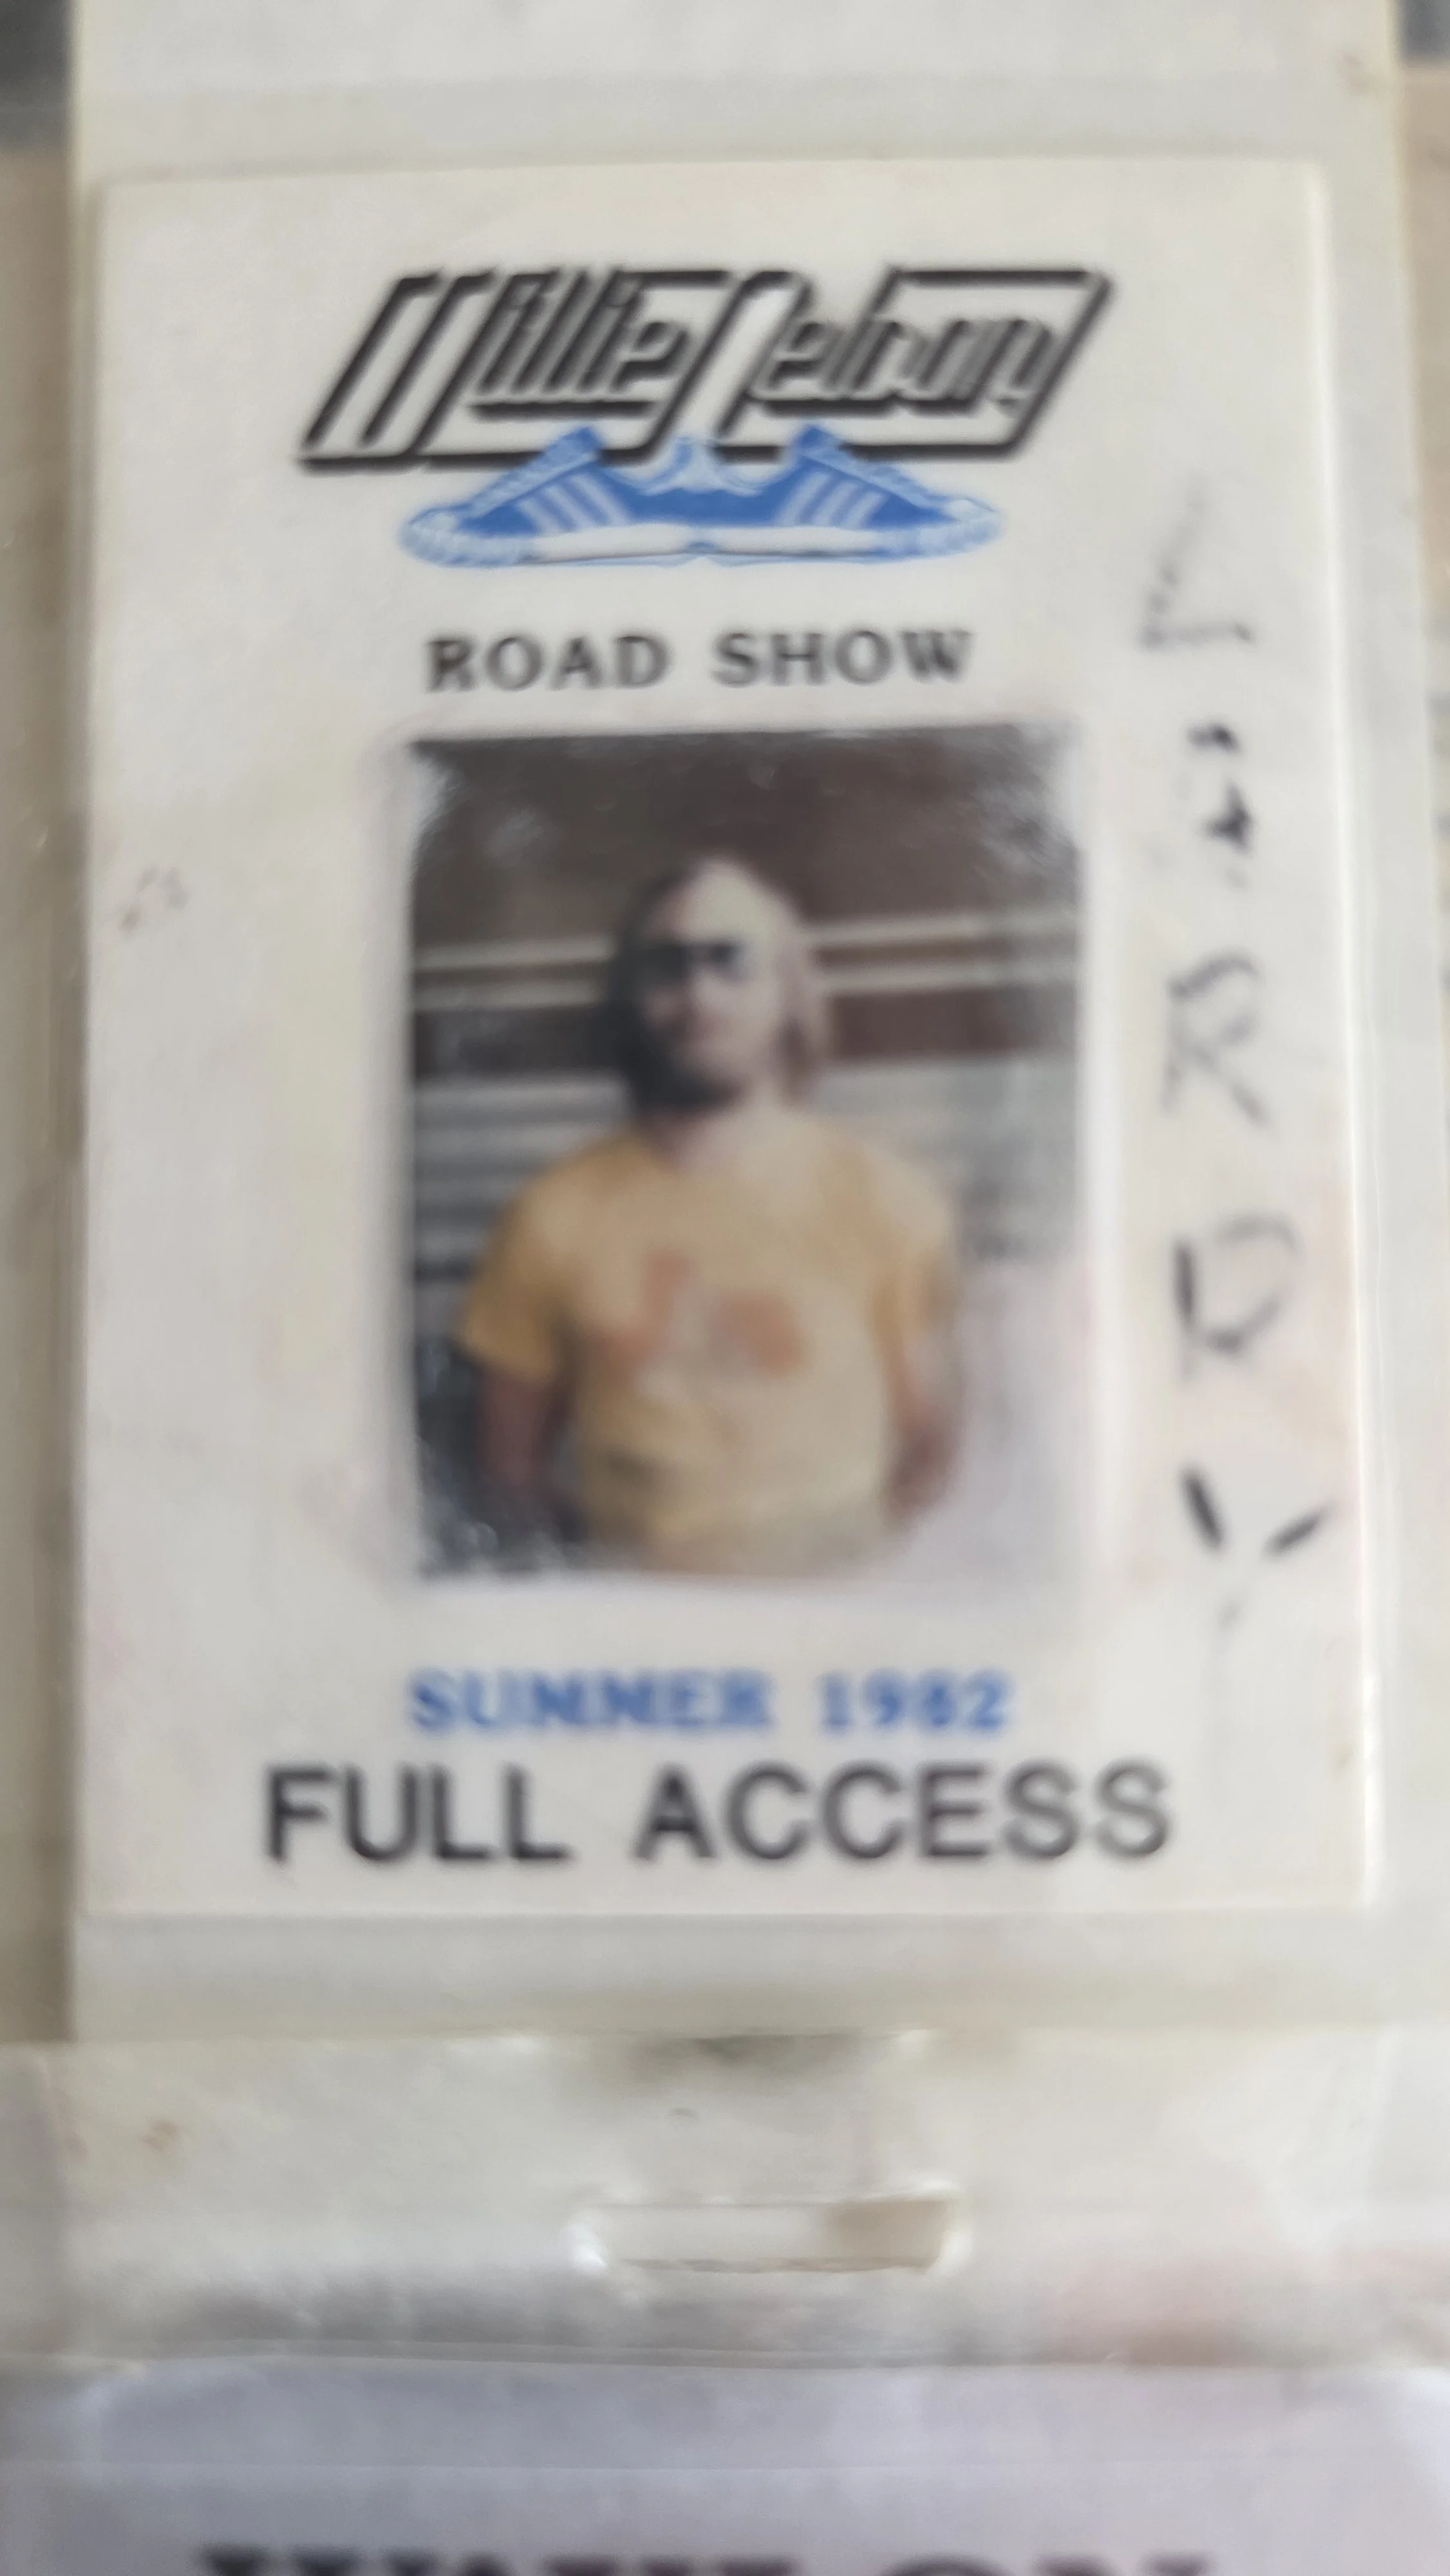 Willie Nelson
ROAD SHOW
LARRY
SUMMER 1982
FULL ACCESS